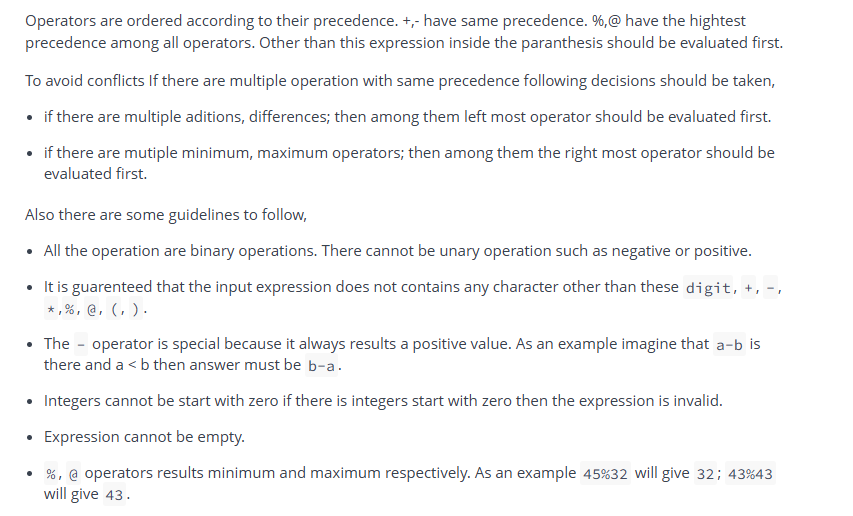 Operators are ordered according to their precedence. +,- have same precedence. %,@ have the highest
precedence among all operators. Other than this expression inside the paranthesis should be evaluated first.
To avoid conflicts If there are multiple operation with same precedence following decisions should be taken,
• if there are multiple aditions, differences; then among them left most operator should be evaluated first.
• if there are mutiple minimum, maximum operators; then among them the right most operator should be
evaluated first.
Also there are some guidelines to follow,
• All the operation are binary operations. There cannot be unary operation such as negative or positive.
• It is guarenteed that the input expression does not contains any character other than these digit, +, -,
*,%, @, (, ).
• The - operator is special because it always results a positive value. As an example imagine that a-b is
there and a < b then answer must be b-a.
• Integers cannot be start with zero if there is integers start with zero then the expression is invalid.
• Expression cannot be empty.
• %, @ operators results minimum and maximum respectively. As an example 45%32 will give 32; 43%43
will give 43.